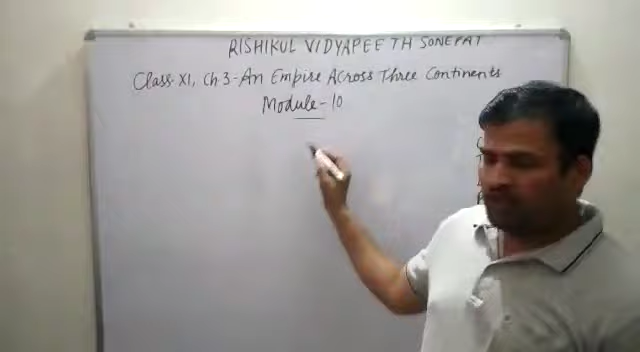 RISHIKUL VIDYAPEETH SONEPAT
Class-XI, Ch 3-An Empire Across Three Continents
Module-10